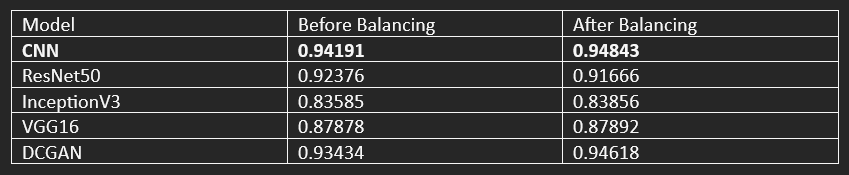 Model Before Balancing After Balancing
CNN 0.94191 0.94843
ResNet50 0.92376 0.91666
InceptionV3 0.83585 0.83856
VGG16 0.87878 0.87892
DCGAN 0.93434 0.94618